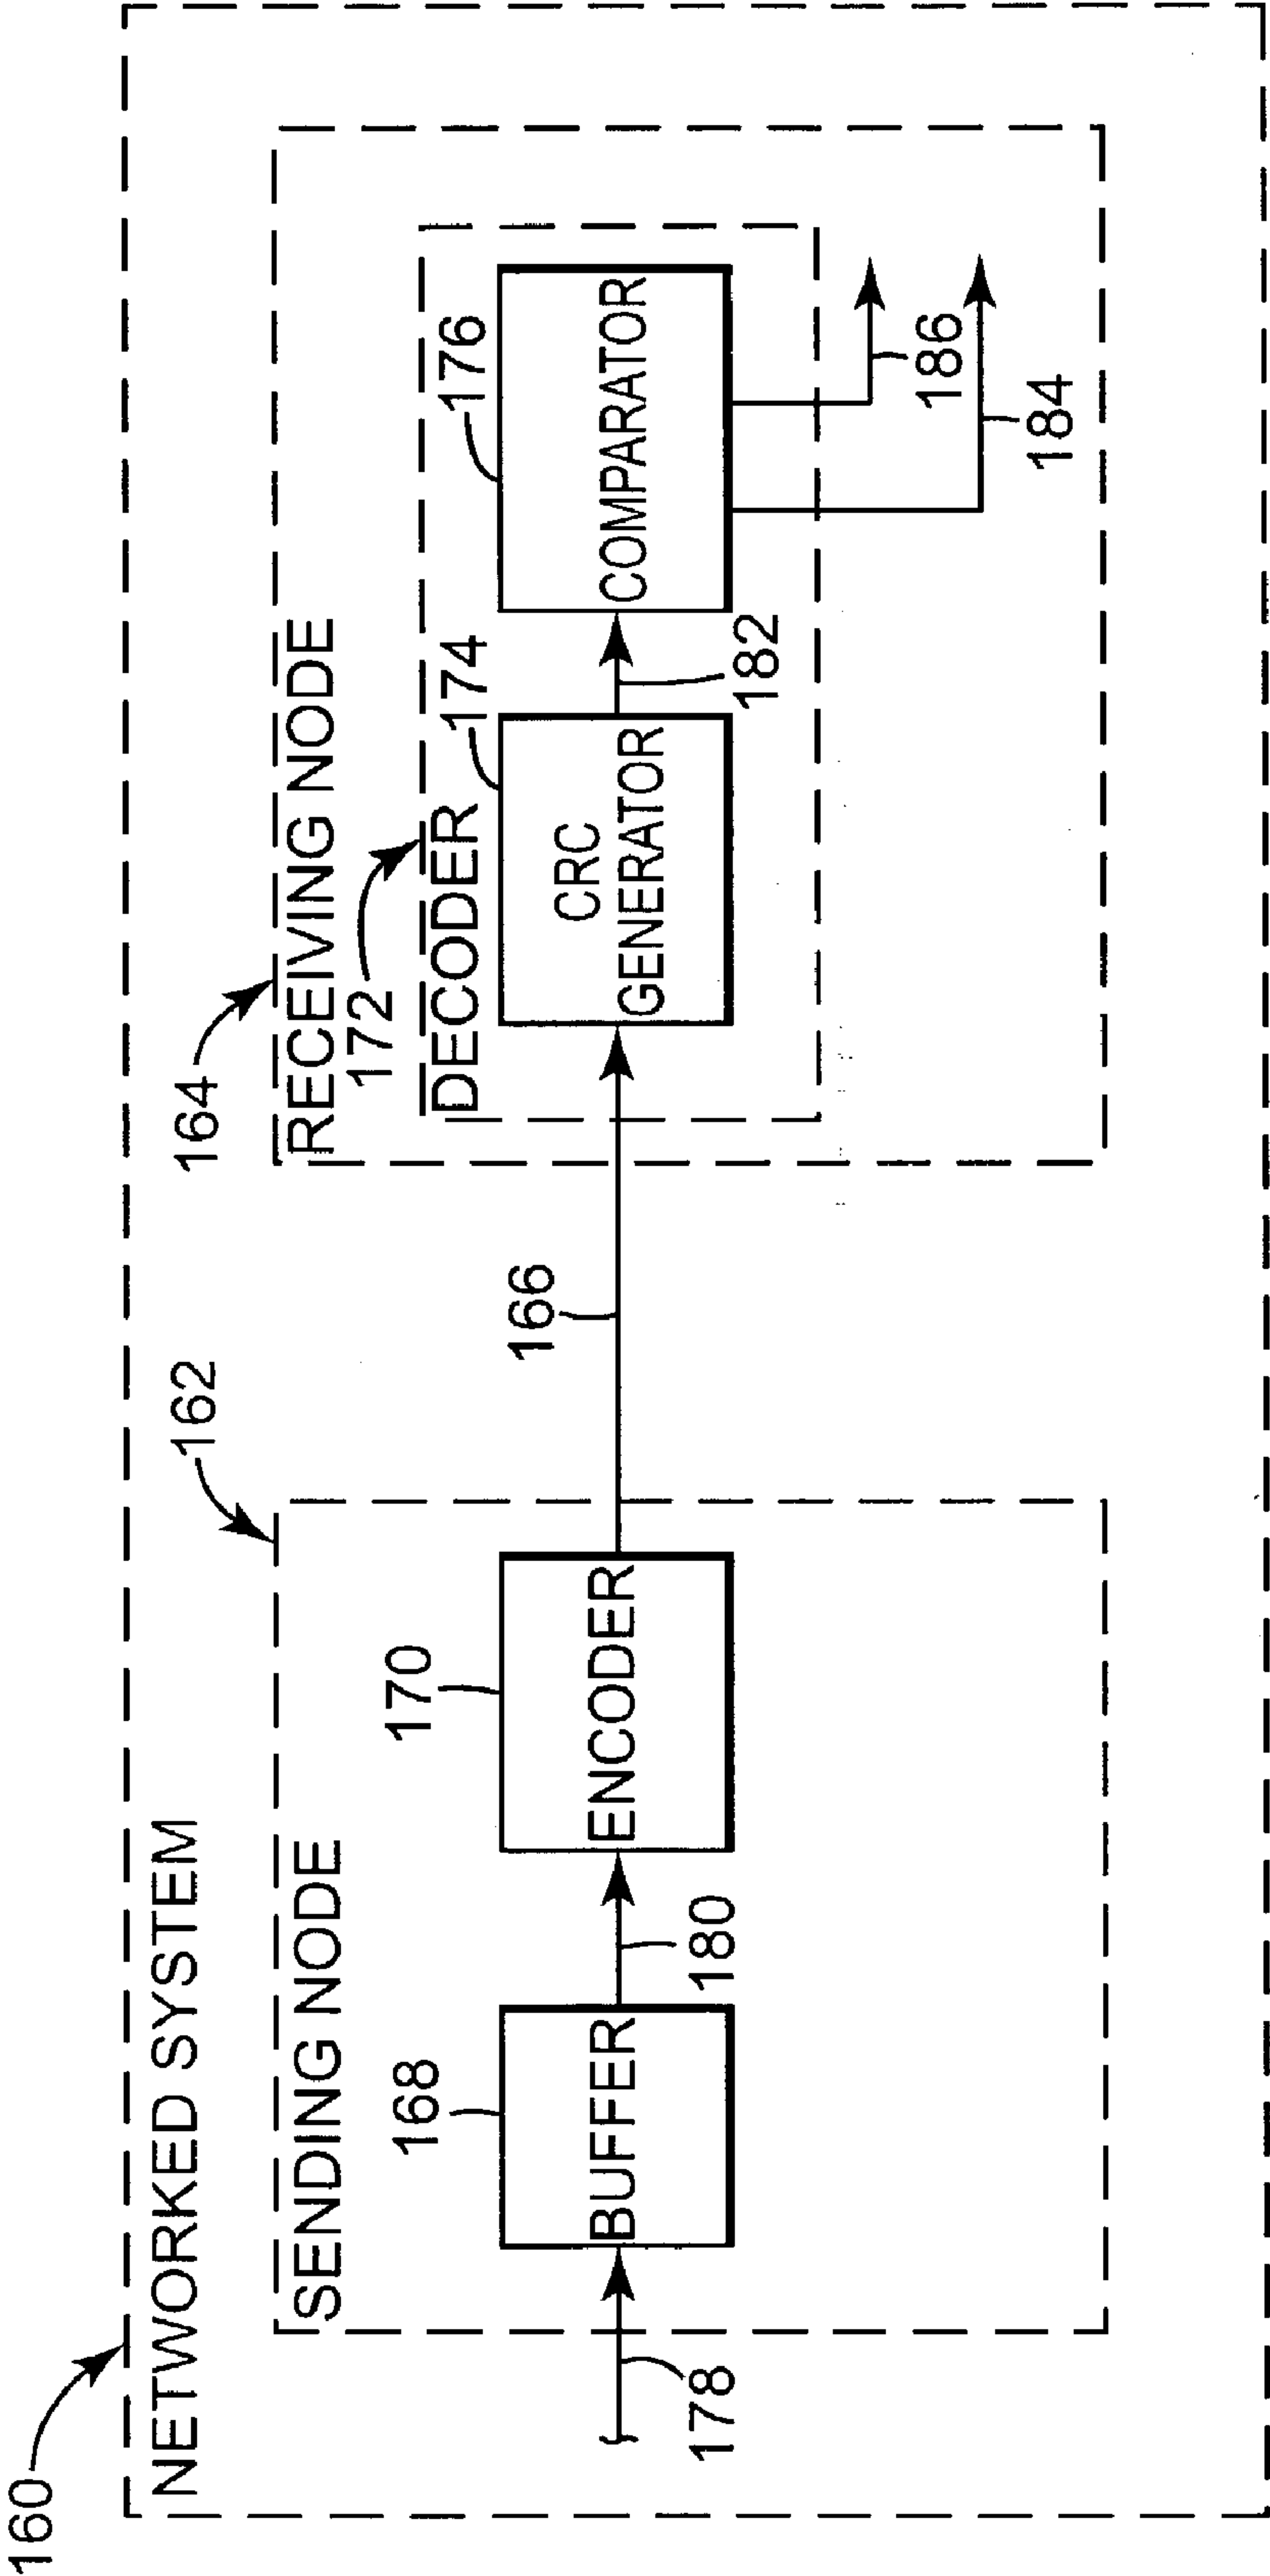 160
NETWORKED SYSTEM
162
164
SENDING NODE
RECEIVING NODE
172
DECODER
168
170
166
174
176
BUFFER
ENCODER
CRC
GENERATOR
COMPARATOR
178
180
182
186
184